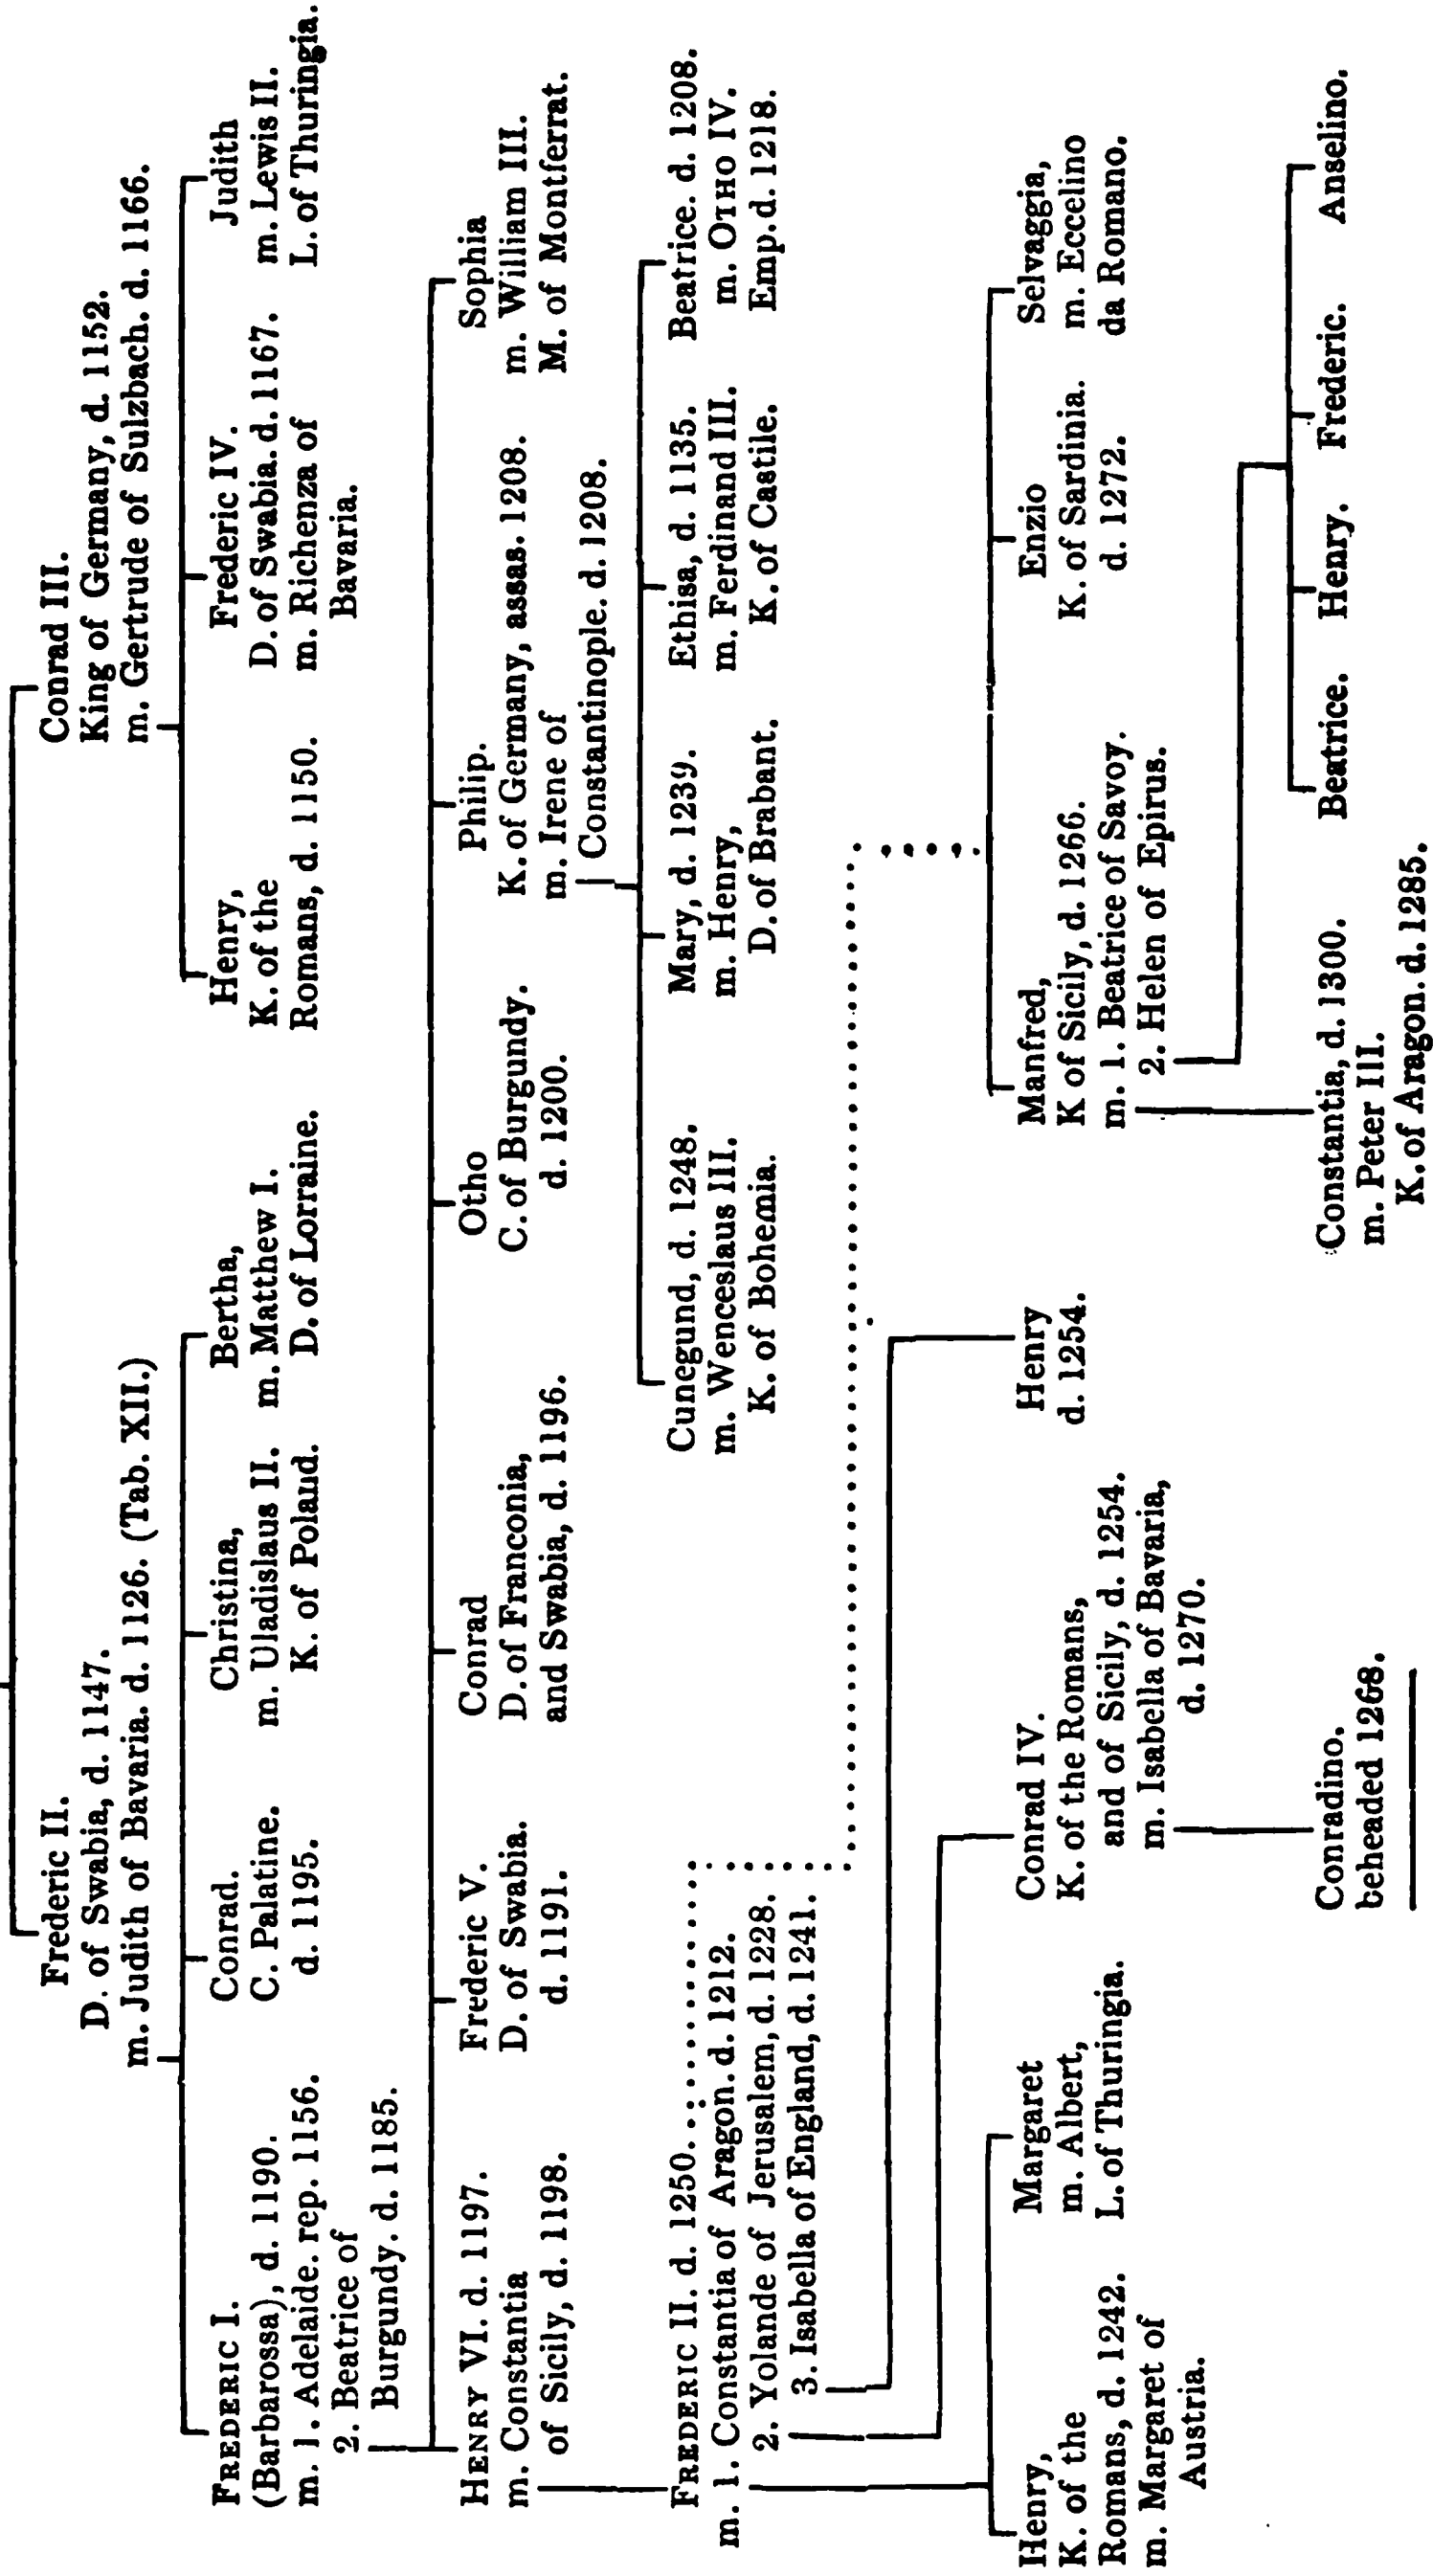 Frederic II.
D. of Swabia, d. 1147.
m. Judith of Bavaria. d. 1126. (Tab. XII.)
Conrad III.
King of Germany, d. 1152.
m. Gertrude of Sulzbach. d. 1166.
FREDERIC I.
(Barbarossa), d. 1190.
m. 1. Adelaide. rep. 1156.
2. Beatrice of
Burgundy. d. 1185.
Conrad.
C. Palatine.
d. 1195.
Christina,
m. Uladislaus II.
K. of Poland.
Bertha,
m. Matthew I.
D. of Lorraine.
Henry,
K. of the
Romans, d. 1150.
Frederic IV.
D. of Swabia. d. 1167.
m. Richenza of
Bavaria.
Judith
m. Lewis II.
L. of Thuringia.
HENRY VI. d. 1197.
m. Constantia
of Sicily, d. 1198.
Frederic V.
D. of Swabia.
d. 1191.
Conrad
D. of Franconia,
and Swabia, d. 1196.
Otho
C. of Burgundy.
d. 1200.
Philip.
K. of Germany, assas. 1208.
m. Irene of
Constantinople. d. 1208.
Sophia
m. William III.
M. of Montferrat.
FREDERIC II. d. 1250.
m. 1. Constantia of Aragon. d. 1212.
2. Yolande of Jerusalem, d. 1228.
3. Isabella of England, d. 1241.
Cunegund, d. 1248.
m. Wenceslaus III.
K. of Bohemia.
Mary, d. 1239.
m. Henry,
D. of Brabant.
Ethisa, d. 1135.
m. Ferdinand III.
K. of Castile.
Beatrice. d. 1208.
m. OTHO IV.
Emp. d. 1218.
Henry,
K. of the
Romans, d. 1242.
m. Margaret of
Austria.
Margaret
m. Albert,
L. of Thuringia.
Conrad IV.
K. of the Romans,
and of Sicily, d. 1254.
m. Isabella of Bavaria,
d. 1270.
Henry
d. 1254.
Manfred,
K of Sicily, d. 1266.
m. 1. Beatrice of Savoy.
2. Helen of Epirus.
Enzio
K. of Sardinia.
d. 1272.
Selvaggia,
m. Eccelino
da Romano.
Conradino.
beheaded 1268.
Constantia, d. 1300.
m. Peter III.
K. of Aragon. d. 1285.
Beatrice.
Henry.
Frederic.
Anselino.